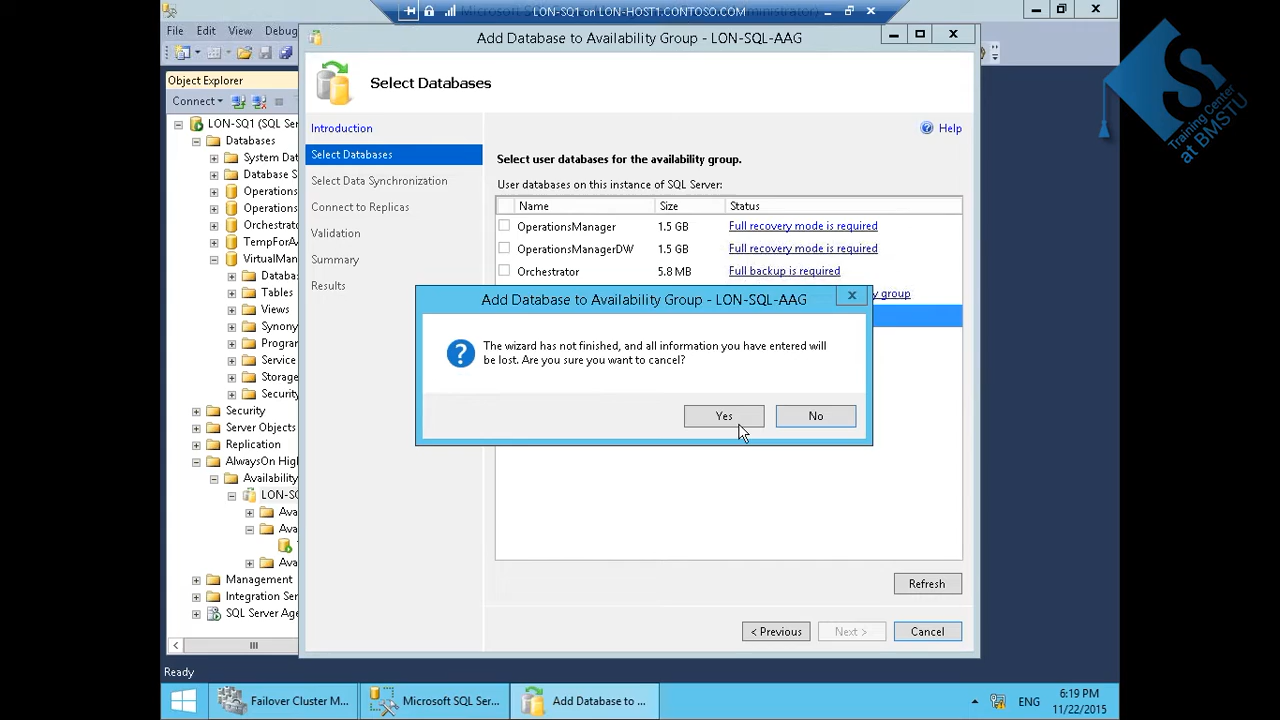 LON-SQ1 on LON-HOST1.CONTOSO.COM
File Edit View Debug
Add Database to Availability Group - LON-SQL-AAG
Training Center
at BMSTU
Object Explorer
Connect
Select Databases
LON-SQ1 (SQL Ser
Databases
System Dat
Database S
Operations
Operations
Orchestrato
TempForA
VirtualMan
Databa
Tables
Views
Synony
Progran
Service
Storage
Security
Security
Server Objects
Replication
AlwaysOn High
Availability
LON-SQ
Ava
Ava
Ava
Management
Integration Ser
SQL Server Age
Introduction
Select Databases
Select Data Synchronization
Connect to Replicas
Validation
Summary
Results
Help
Select user databases for the availability group.
User databases on this instance of SQL Server:
Name Size Status
OperationsManager 1.5 GB Full recovery mode is required
OperationsManagerDW 1.5 GB Full recovery mode is required
Orchestrator 5.8 MB Full backup is required
y group
Add Database to Availability Group - LON-SQL-AAG
The wizard has not finished, and all information you have entered will
be lost. Are you sure you want to cancel?
Yes No
Refresh
< Previous Next > Cancel
Ready
Failover Cluster M...
Microsoft SQL Ser...
Add Database to ...
ENG
6:19 PM
11/22/2015